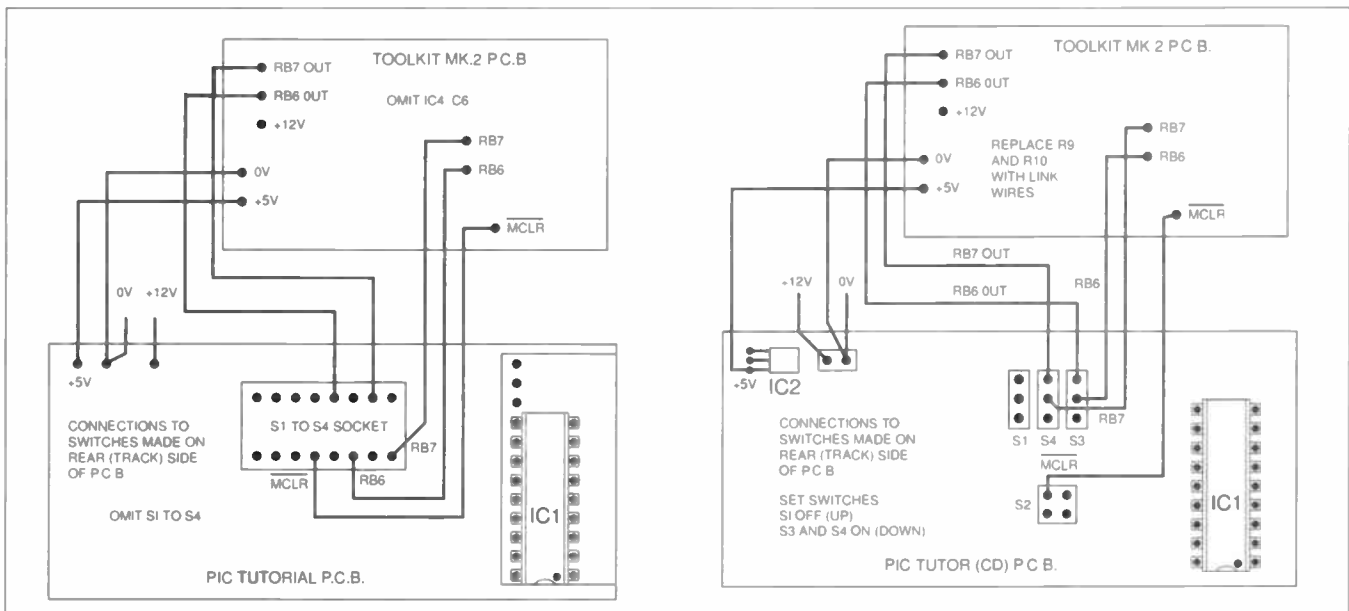 TOOLKIT MK.2 P.C.B
RB7 OUT
RB6 0UT
OMIT IC4 C6
+12V
RB7
0V
RB6
+5V
MCLR
0V
+12V
+5V
CONNECTIONS TO
SWITCHES MADE ON
REAR (TRACK) SIDE
OF P C B
OMIT S1 TO S4
S1 TO S4 SOCKET
RB7
MCLR
RB6
IC1
PIC TUTORIAL P.C.B.
TOOLKIT MK 2 P C B.
RB7 OUT
RB6 0UT
+12V
RB7
REPLACE R9
AND R10
WITH LINK
WIRES
RB6
0V
+5V
MCLR
RB7 OUT
RB6
RB6 0UT
+12V
0V
+5V
IC2
CONNECTIONS TO
SWITCHES MADE ON
REAR (TRACK) SIDE
OF P C B
SET SWITCHES
SI OFF (UP)
S3 AND S4 ON (DOWN)
RB7
S1
S4
S3
MCLR
S2
IC1
PIC TUTOR (CD) P C B.